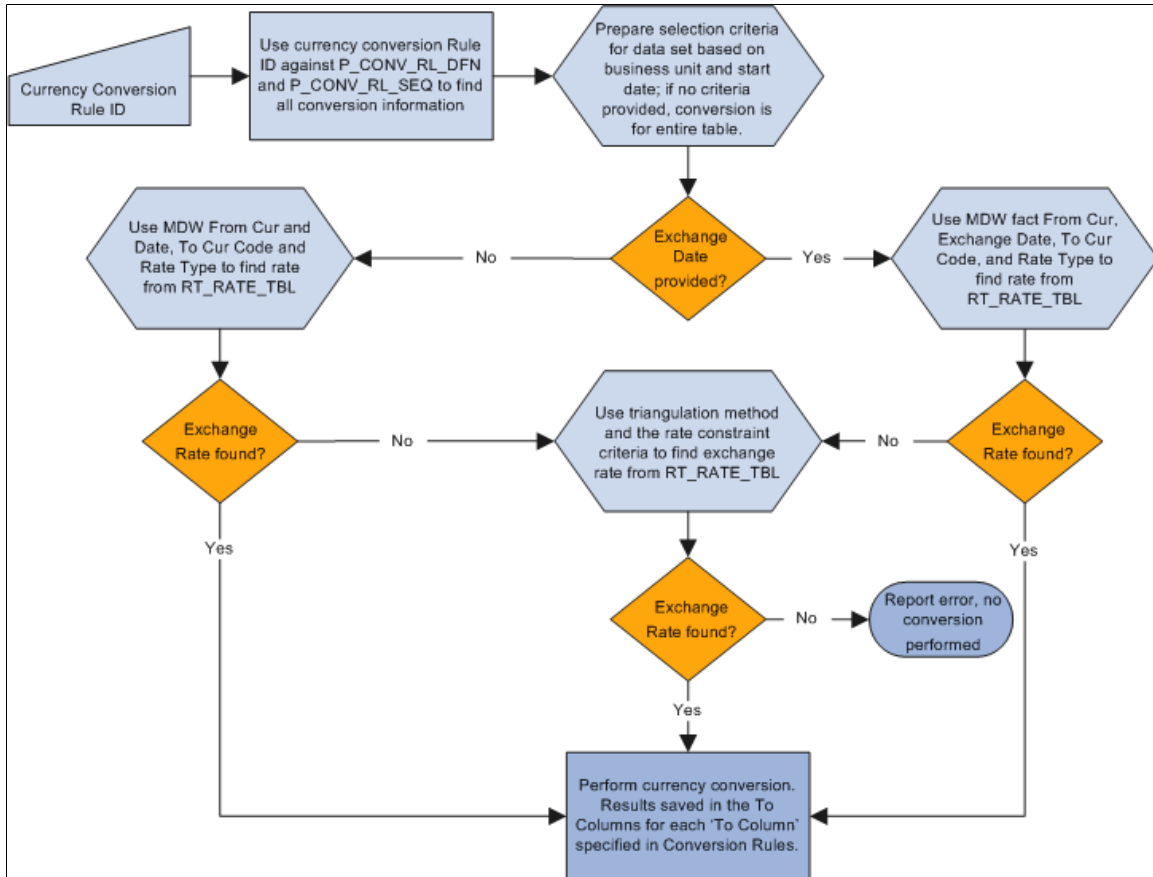 Currency Conversion
Rule ID
Use currency conversion Rule
ID against P_CONV_RL_DFN
and P_CONV_RL_SEQ to find
all conversion information
Prepare selection criteria
for data set based on
business unit and start
date; if no criteria
provided, conversion is
for entire table.
Use MDW From Cur and
Date, To Cur Code and
Rate Type to find rate
from RT_RATE_TBL
No
Exchange
Date
provided?
Yes
Use MDW fact From Cur,
Exchange Date, To Cur
Code, and Rate Type to
find rate from
RT_RATE_TBL
Exchange
Rate found?
No
Use triangulation method
and the rate constraint
criteria to find exchange
rate from RT_RATE_TBL
No
Exchange
Rate found?
Yes
Yes
Exchange
Rate found?
No
Report error, no
conversion
performed
Yes
Perform currency conversion.
Results saved in the To
Columns for each 'To Column'
specified in Conversion Rules.